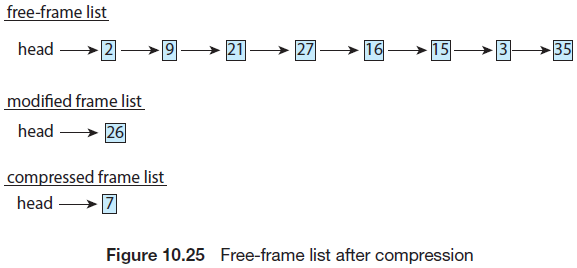 free-frame list
head 2 9 21 27 16 15 3 35
modified frame list
head 26
compressed frame list
head 7
Figure 10.25 Free-frame list after compression